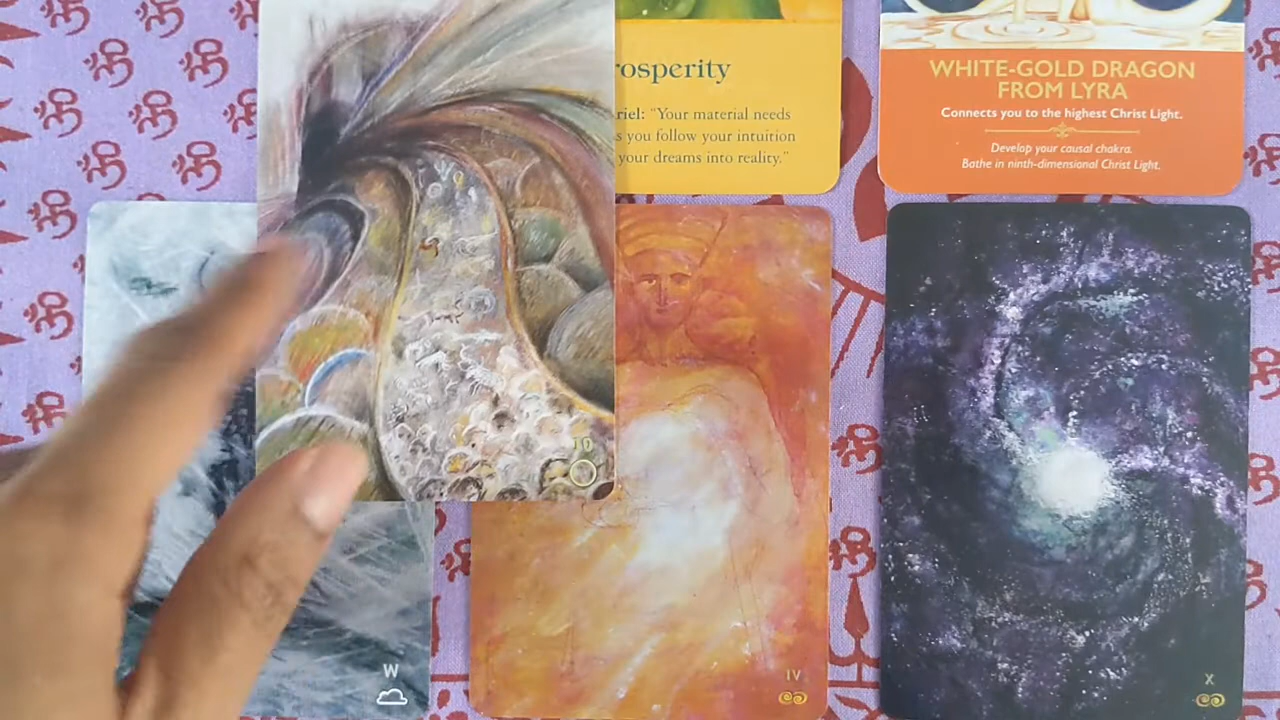 rosperity
riel: "Your material needs
s you follow your intuition
your dreams into reality."
WHITE-GOLD DRAGON
FROM LYRA
Connects you to the highest Christ Light.
Develop your causal chakra.
Bathe in ninth-dimensional Christ Light.
10
W
IV
X